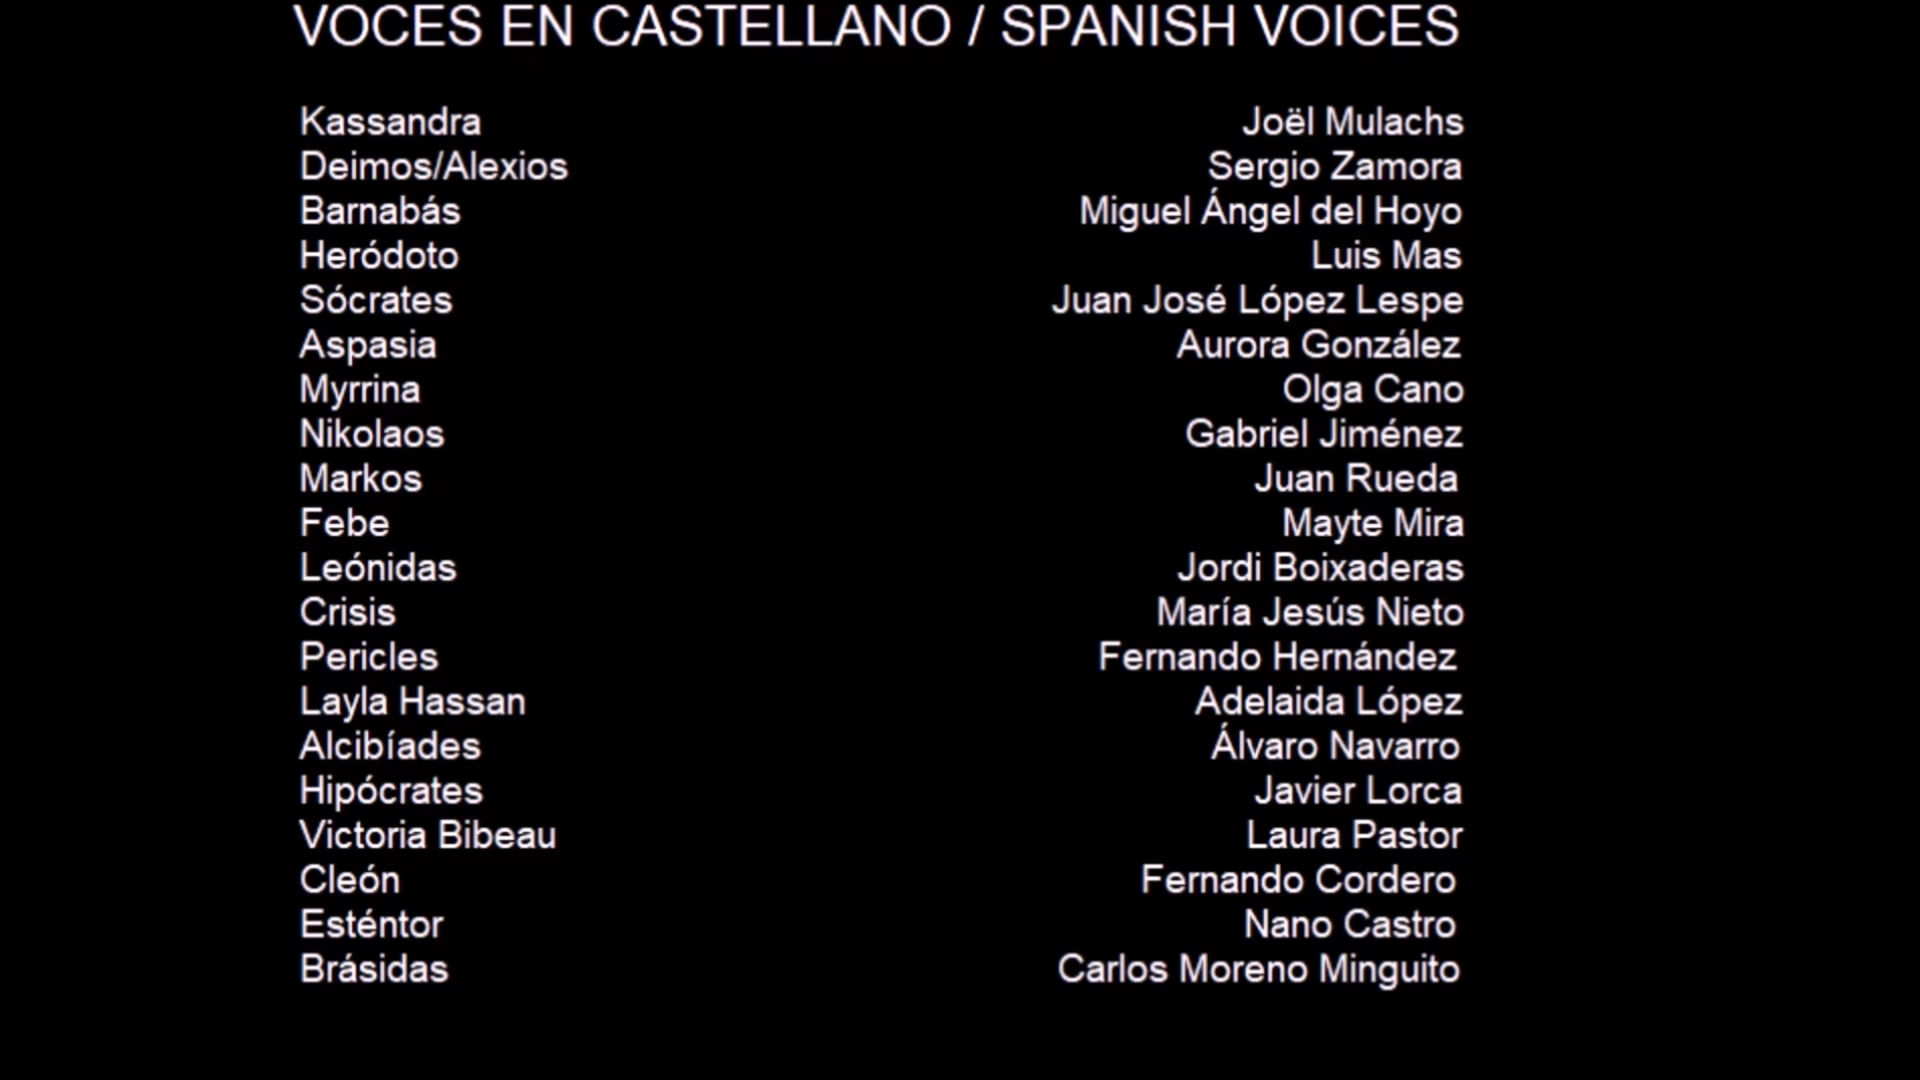 VOCES EN CASTELLANO / SPANISH VOICES
Kassandra Joël Mulachs
Deimos/Alexios Sergio Zamora
Barnabás Miguel Ángel del Hoyo
Heródoto Luis Mas
Sócrates Juan José López Lespe
Aspasia Aurora González
Myrrina Olga Cano
Nikolaos Gabriel Jiménez
Markos Juan Rueda
Febe Mayte Mira
Leónidas Jordi Boixaderas
Crisis María Jesús Nieto
Pericles Fernando Hernández
Layla Hassan Adelaida López
Alcibíades Álvaro Navarro
Hipócrates Javier Lorca
Victoria Bibeau Laura Pastor
Cleón Fernando Cordero
Esténtor Nano Castro
Brásidas Carlos Moreno Minguito